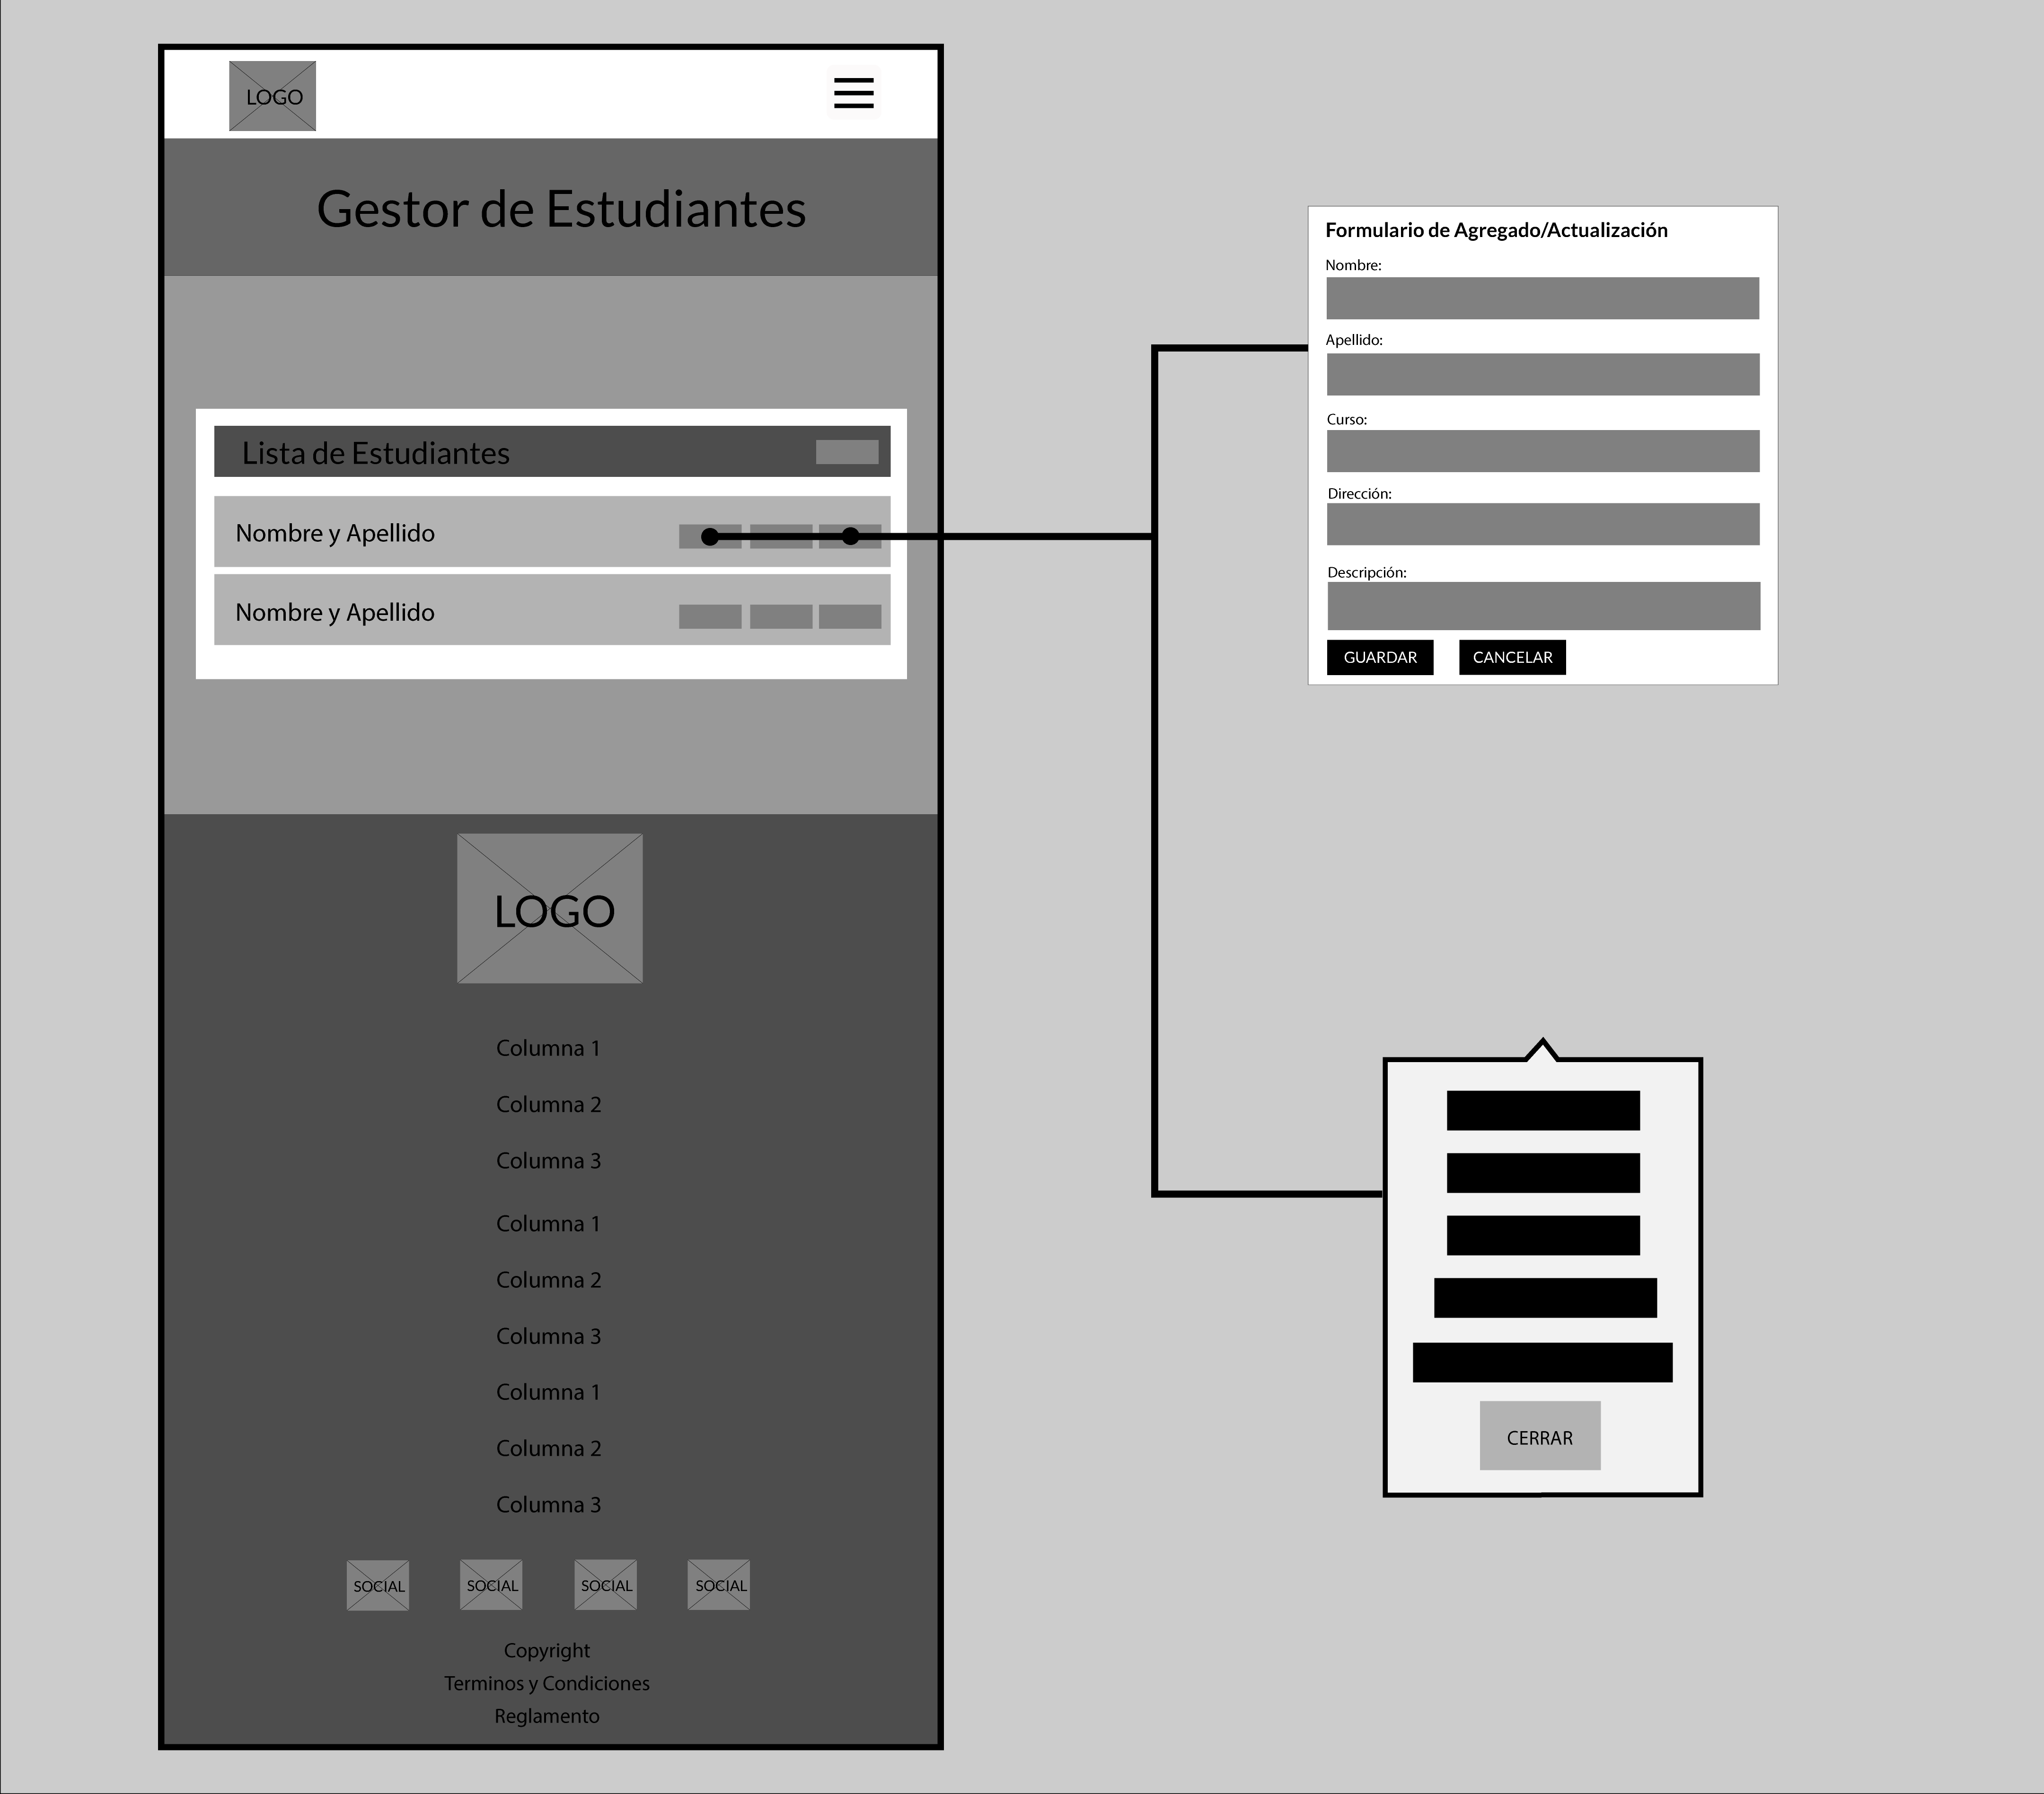 LOGO
Gestor de Estudiantes
Lista de Estudiantes
Nombre y Apellido
Nombre y Apellido
LOGO
Columna 1
Columna 2
Columna 3
Columna 1
Columna 2
Columna 3
Columna 1
Columna 2
Columna 3
SOCIAL SOCIAL SOCIAL SOCIAL
Copyright
Terminos y Condiciones
Reglamento
Formulario de Agregado/Actualización
Nombre:
Apellido:
Curso:
Dirección:
Descripción:
GUARDAR CANCELAR
CERRAR